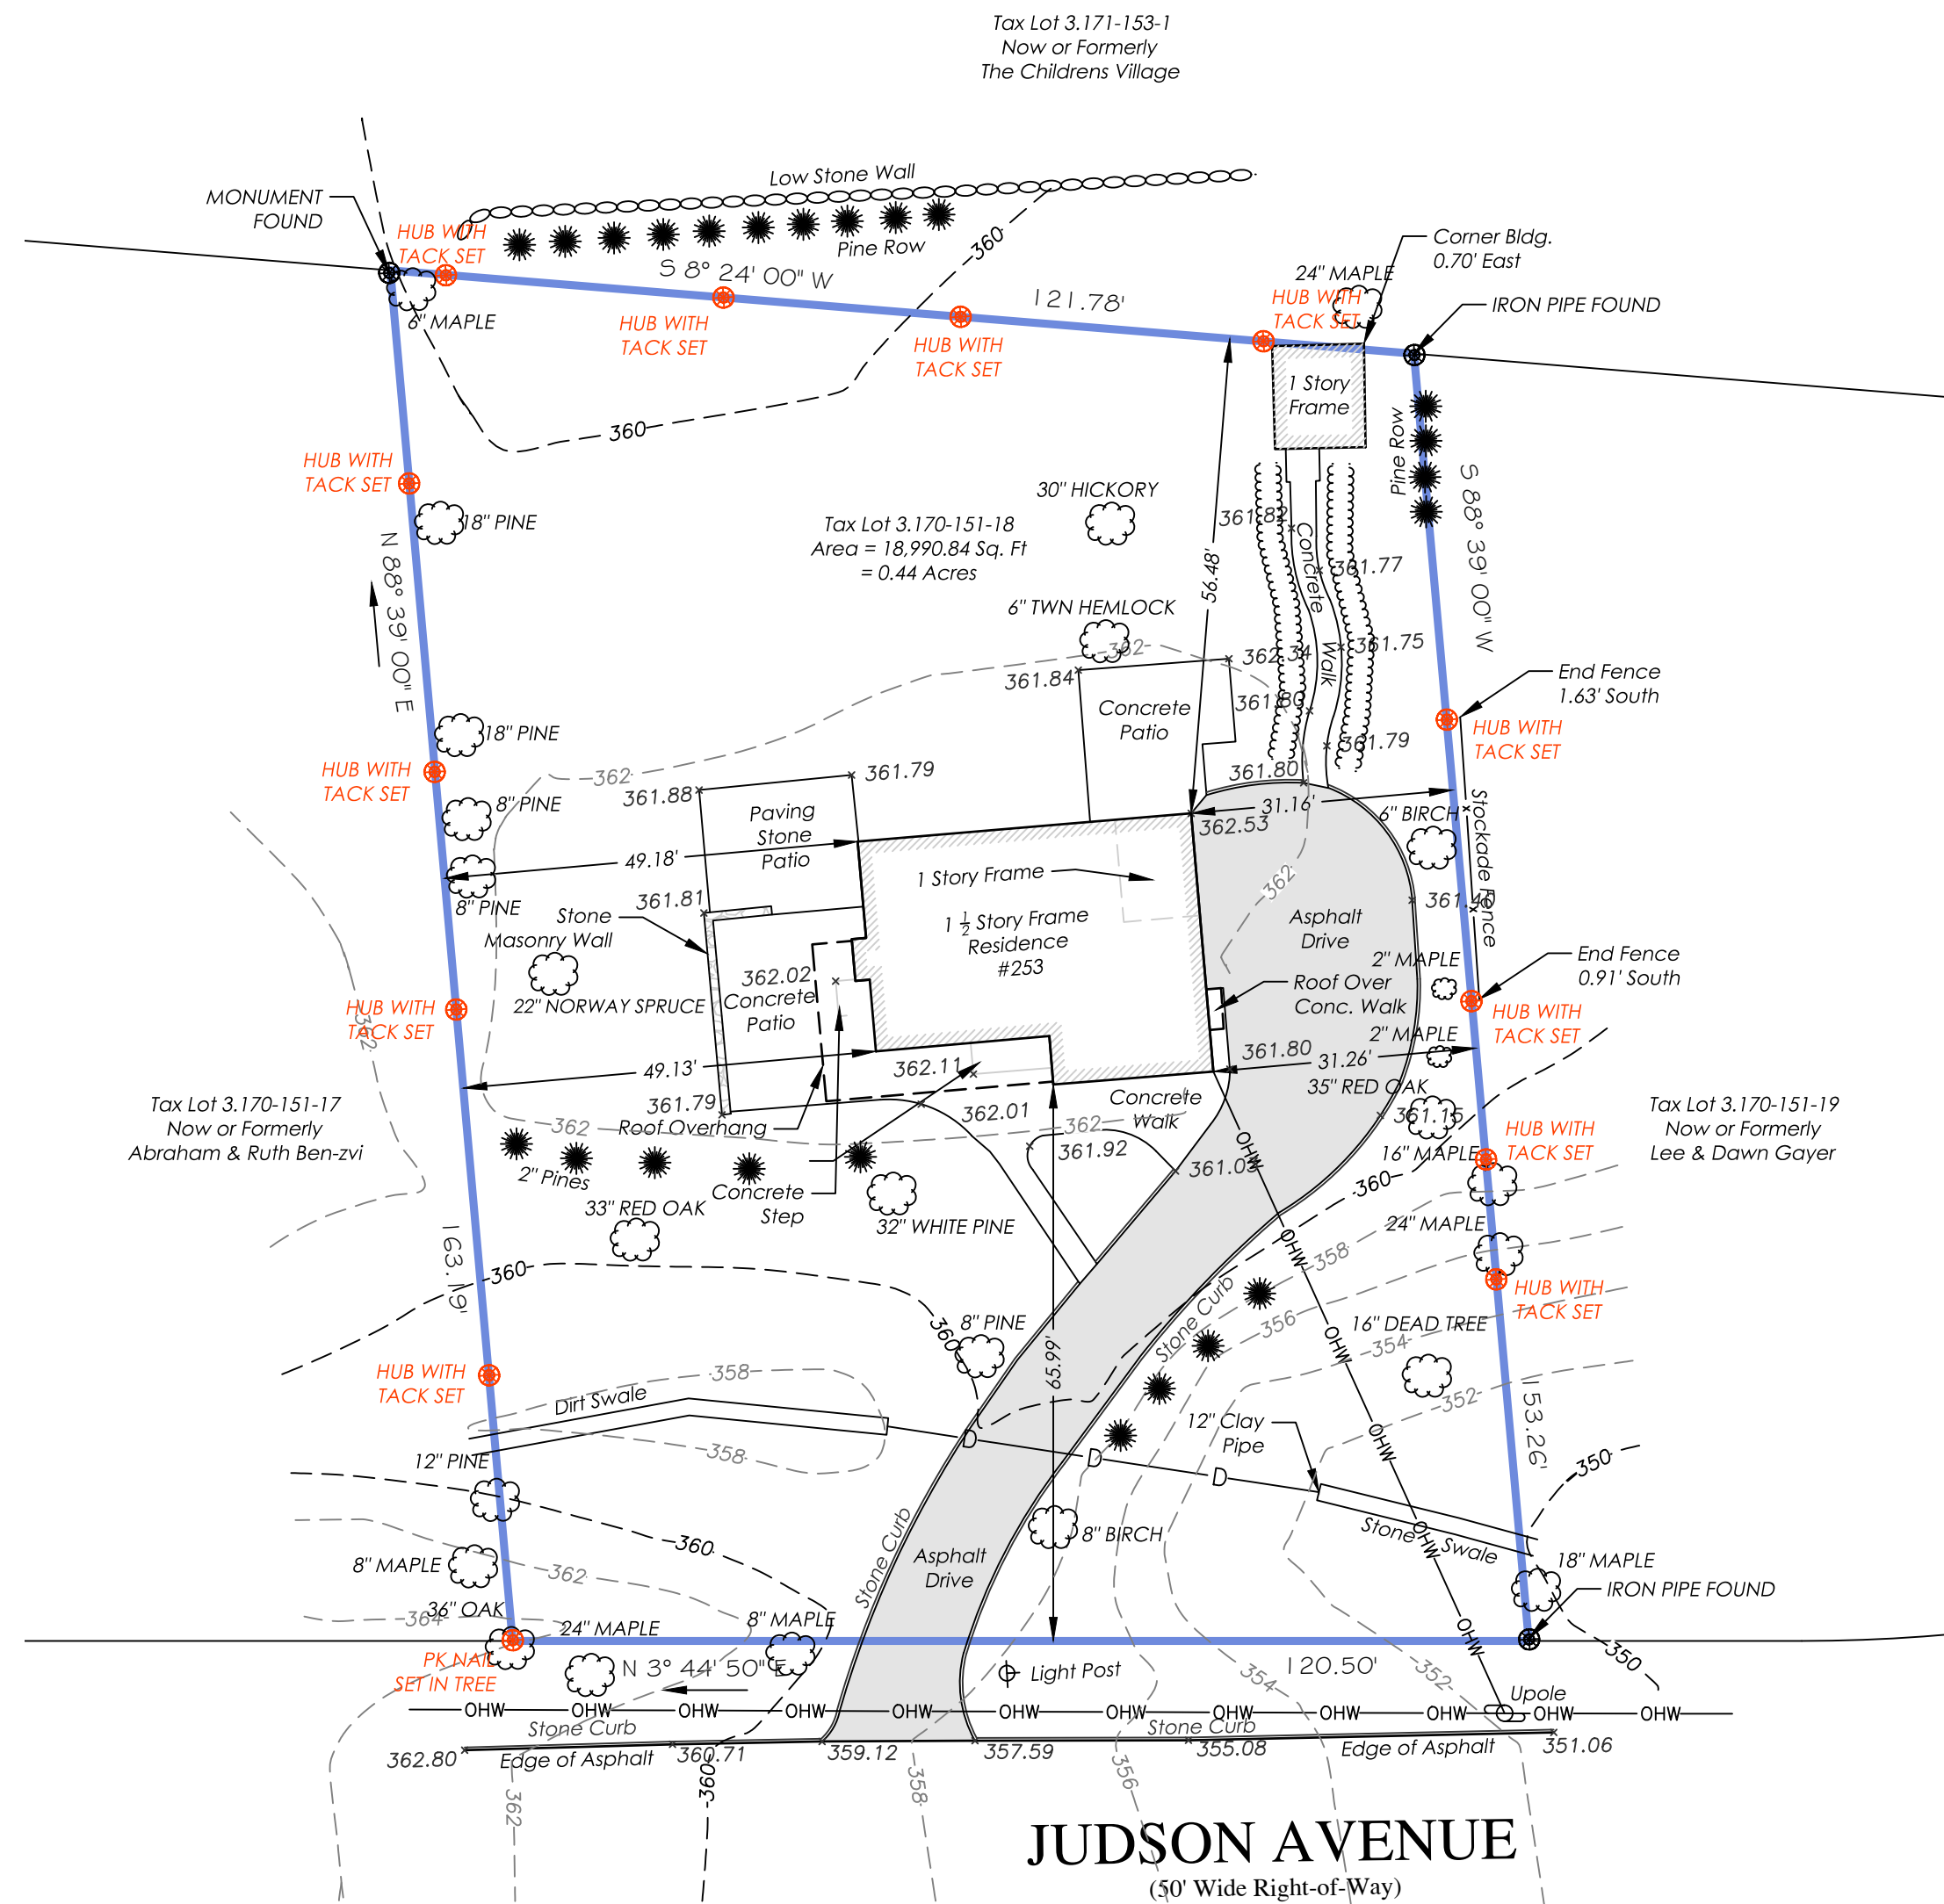 Tax Lot 3.171-153-1
Now or Formerly
The Childrens Village
Low Stone Wall
MONUMENT
FOUND
HUB WITH
TACK SET
Pine Row
360
Corner Bldg.
0.70' East
24" MAPLE
S 8° 24' 00" W
121.78'
HUB WITH
TACK SET
IRON PIPE FOUND
6" MAPLE
HUB WITH
TACK SET
HUB WITH
TACK SET
1 Story
Frame
360
Pine Row
HUB WITH
TACK SET
18" PINE
30" HICKORY
361.82
S 88° 39' 00" W
Tax Lot 3.170-151-18
Area = 18,990.84 Sq. Ft
= 0.44 Acres
N 88° 39' 00" E
56.48'
Concrete
Walk
361.77
6" TWN HEMLOCK
362
361.75
362.34
361.84
End Fence
1.63' South
361.80
Concrete
Patio
18" PINE
HUB WITH
TACK SET
361.79
HUB WITH
TACK SET
362
361.79
361.80
361.88
8" PINE
Paving
Stone
Patio
31.16'
6" BIRCH
362.53
Stockade Fence
49.18'
1 Story Frame
362
8" PINE
361.81
361.40
Stone
Masonry Wall
1 1/2 Story Frame
Residence
#253
Asphalt
Drive
2" MAPLE
End Fence
0.91' South
362.02
Roof Over
Conc. Walk
22" NORWAY SPRUCE
Concrete
Patio
HUB WITH
TACK SET
362
HUB WITH
TACK SET
2" MAPLE
361.80
49.13'
362.11
31.26'
35" RED OAK
361.79
362.01
Concrete
Walk
361.15
Tax Lot 3.170-151-17
Now or Formerly
Abraham & Ruth Ben-zvi
Tax Lot 3.170-151-19
Now or Formerly
Lee & Dawn Gayer
362
Roof Overhang
362
361.92
OHW
16" MAPLE
HUB WITH
TACK SET
361.03
2" Pines
360
33" RED OAK
Concrete
Step
32" WHITE PINE
24" MAPLE
163.19'
360
OHW
358
HUB WITH
TACK SET
Stone Curb
360
8" PINE
356
16" DEAD TREE
OHW
354
65.99'
HUB WITH
TACK SET
358
Dirt Swale
352
12" Clay
Pipe
153.26'
D
D
D
OHW
358
12" PINE
350
360
Stone Curb
8" BIRCH
Stone
Swale
OHW
Asphalt
Drive
8" MAPLE
362
18" MAPLE
IRON PIPE FOUND
364
36" OAK
24" MAPLE
8" MAPLE
OHW
350
PK NAIL
SET IN TREE
N 3° 44' 50" E
Light Post
354
120.50'
352
Upole
OHW
OHW
OHW
OHW
OHW
OHW
OHW
OHW
OHW
OHW
OHW
OHW
Stone Curb
Stone Curb
362.80
Edge of Asphalt
360.71
359.12
357.59
355.08
Edge of Asphalt
351.06
362
360
358
356
JUDSON AVENUE
(50' Wide Right-of-Way)